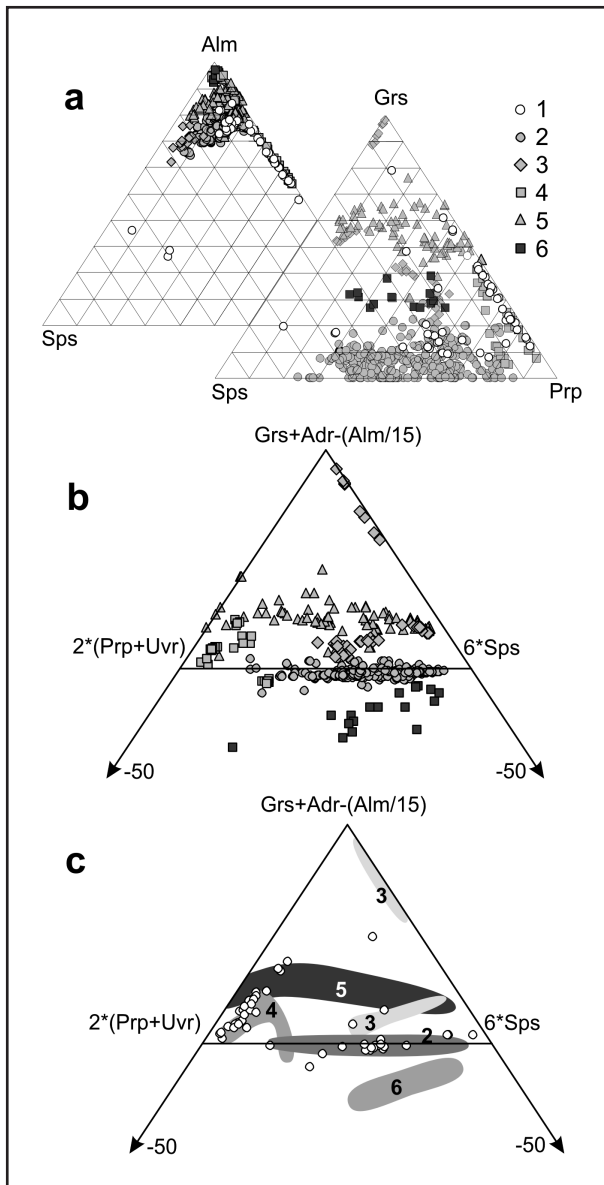 a
Alm
Grs
1
2
3
4
5
6
Sps
Sps
Prp
b
Grs+Adr-(Alm/15)
2*(Prp+Uvr)
6*Sps
-50
-50
c
Grs+Adr-(Alm/15)
3
5
4
2*(Prp+Uvr)
3
2
6*Sps
6
-50
-50